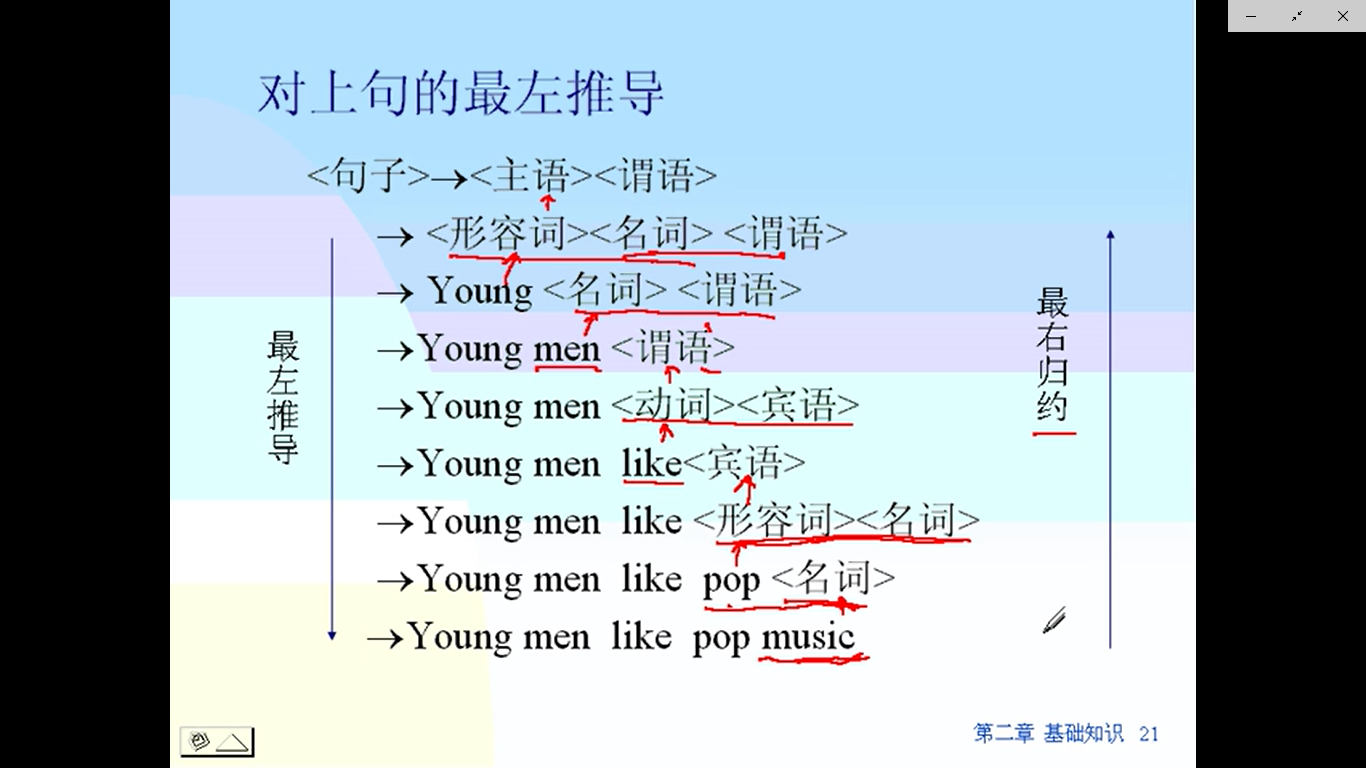 对上句的最左推导
<句子>→<主语><谓语>
→ <形容词><名词> <谓语>
→ Young <名词> <谓语>
→Young men <谓语>
→Young men <动词><宾语>
→Young men like<宾语>
→Young men like <形容词><名词>
→Young men like pop <名词>
→Young men like pop music
最左推导
最右归约
第二章 基础知识 21